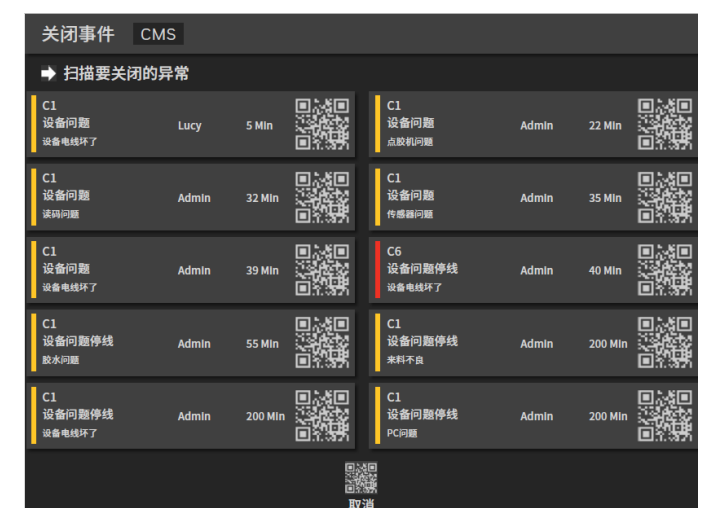 关闭事件 CMS
扫描要关闭的异常
C1
设备问题 Lucy 5 Min
设备电线坏了
C1
设备问题 Admin 22 Min
点胶机问题
C1
设备问题 Admin 32 Min
读码问题
C1
设备问题 Admin 35 Min
传感器问题
C1
设备问题 Admin 39 Min
设备电线坏了
C6
设备问题停线 Admin 40 Min
设备电线坏了
C1
设备问题停线 Admin 55 Min
胶水问题
C1
设备问题停线 Admin 200 Min
来料不良
C1
设备问题停线 Admin 200 Min
设备电线坏了
C1
设备问题停线 Admin 200 Min
PC问题
取消